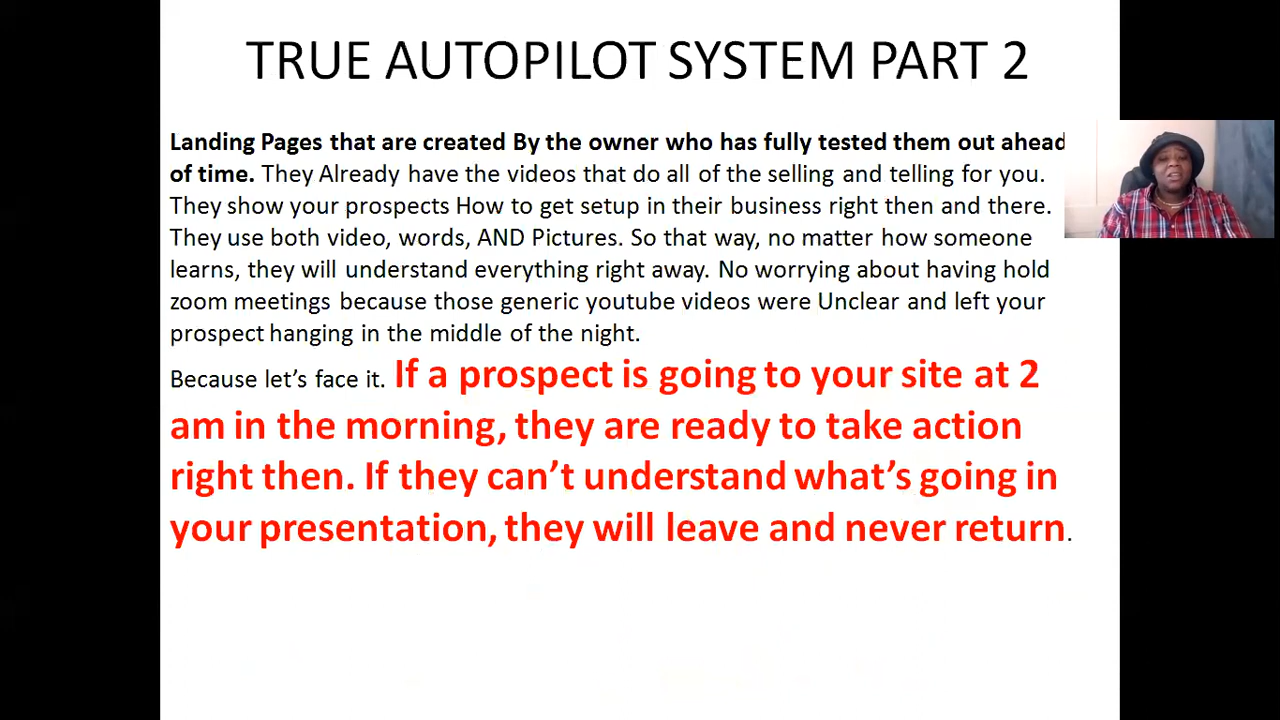 TRUE AUTOPILOT SYSTEM PART 2
Landing Pages that are created By the owner who has fully tested them out ahead
of time. They Already have the videos that do all of the selling and telling for you.
They show your prospects How to get setup in their business right then and there.
They use both video, words, AND Pictures. So that way, no matter how someone
learns, they will understand everything right away. No worrying about having hold
zoom meetings because those generic youtube videos were Unclear and left your
prospect hanging in the middle of the night.
Because let’s face it. If a prospect is going to your site at 2
am in the morning, they are ready to take action
right then. If they can’t understand what’s going in
your presentation, they will leave and never return.